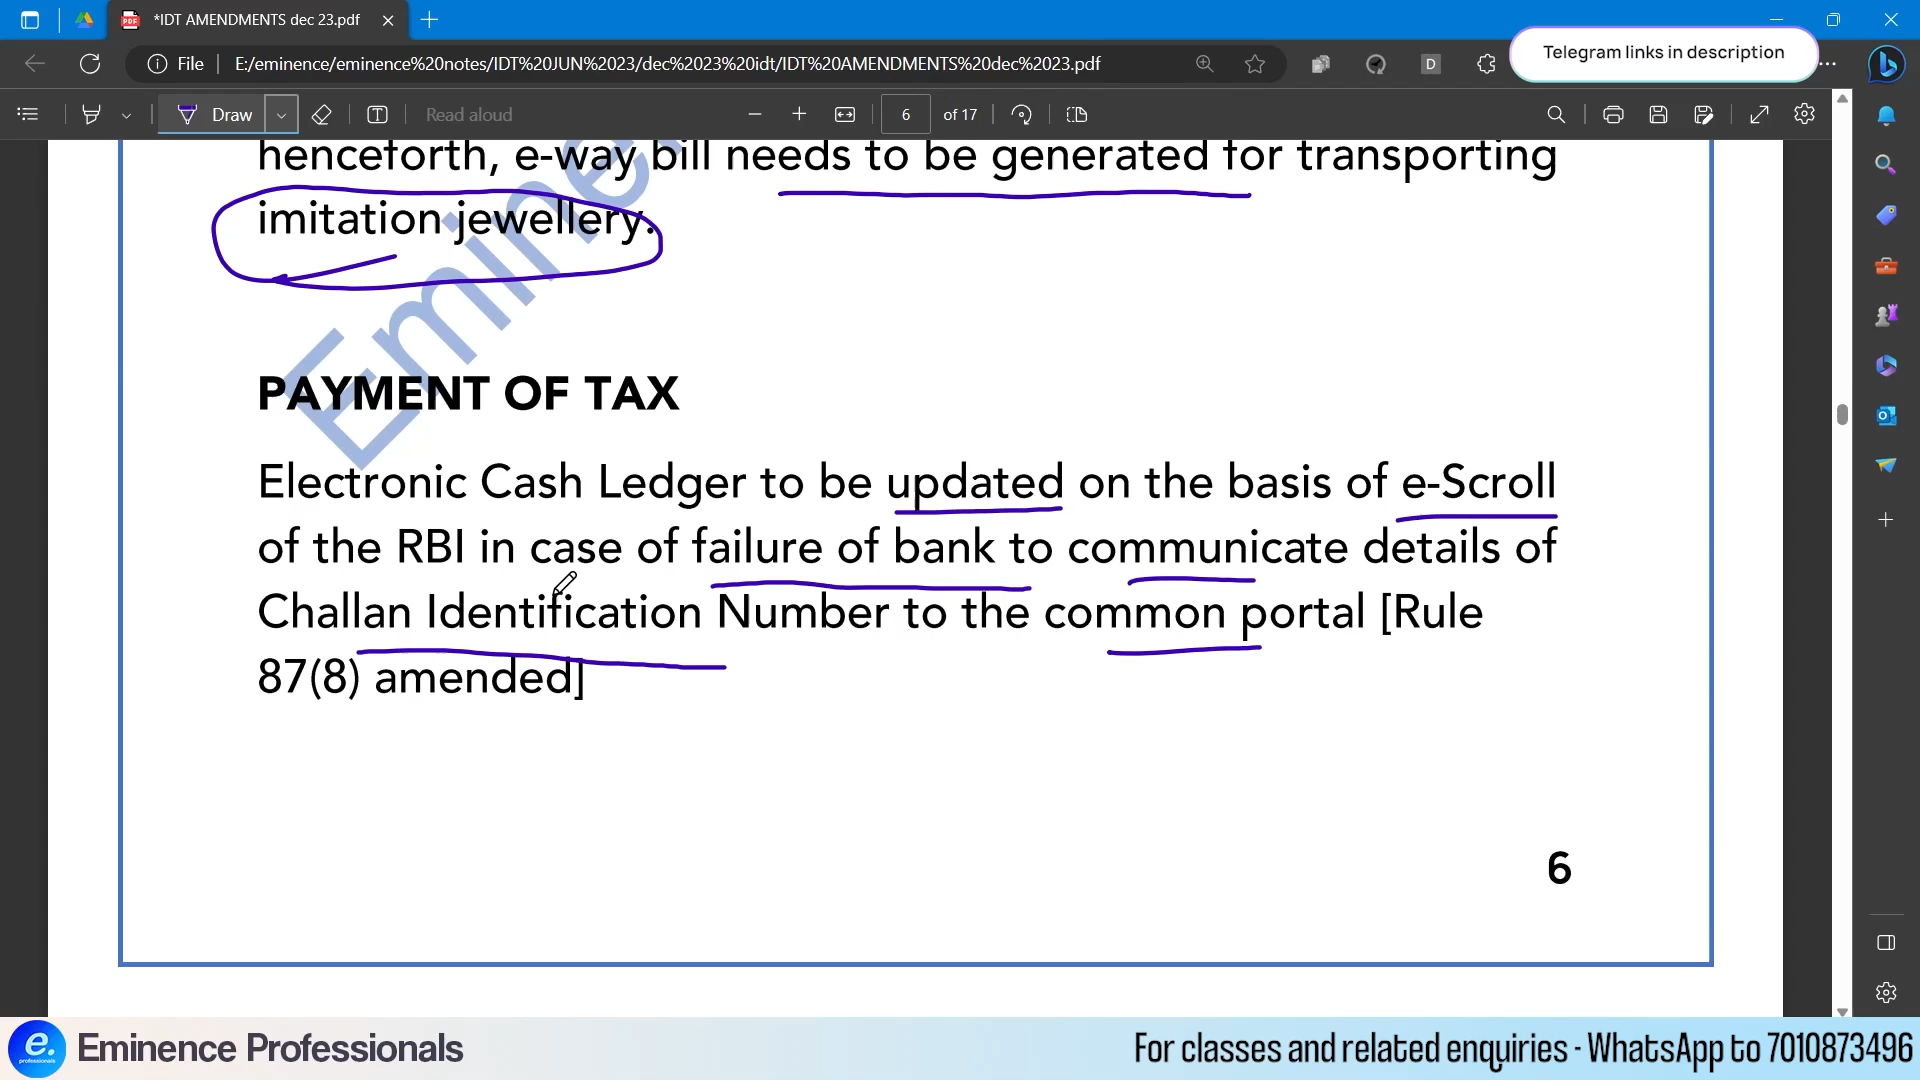 *IDT AMENDMENTS dec 23.pdf
File
E:/eminence/eminence%20notes/IDT%20JUN%2023/dec%2023%20idt/IDT%20AMENDMENTS%20dec%2023.pdf
Telegram links in description
Draw
Read aloud
6 of 17
henceforth, e-way bill needs to be generated for transporting
imitation jewellery.
PAYMENT OF TAX
Electronic Cash Ledger to be updated on the basis of e-Scroll
of the RBI in case of failure of bank to communicate details of
Challan Identification Number to the common portal [Rule
87(8) amended]
6
e.
professionals
Eminence Professionals
For classes and related enquiries - WhatsApp to 7010873496